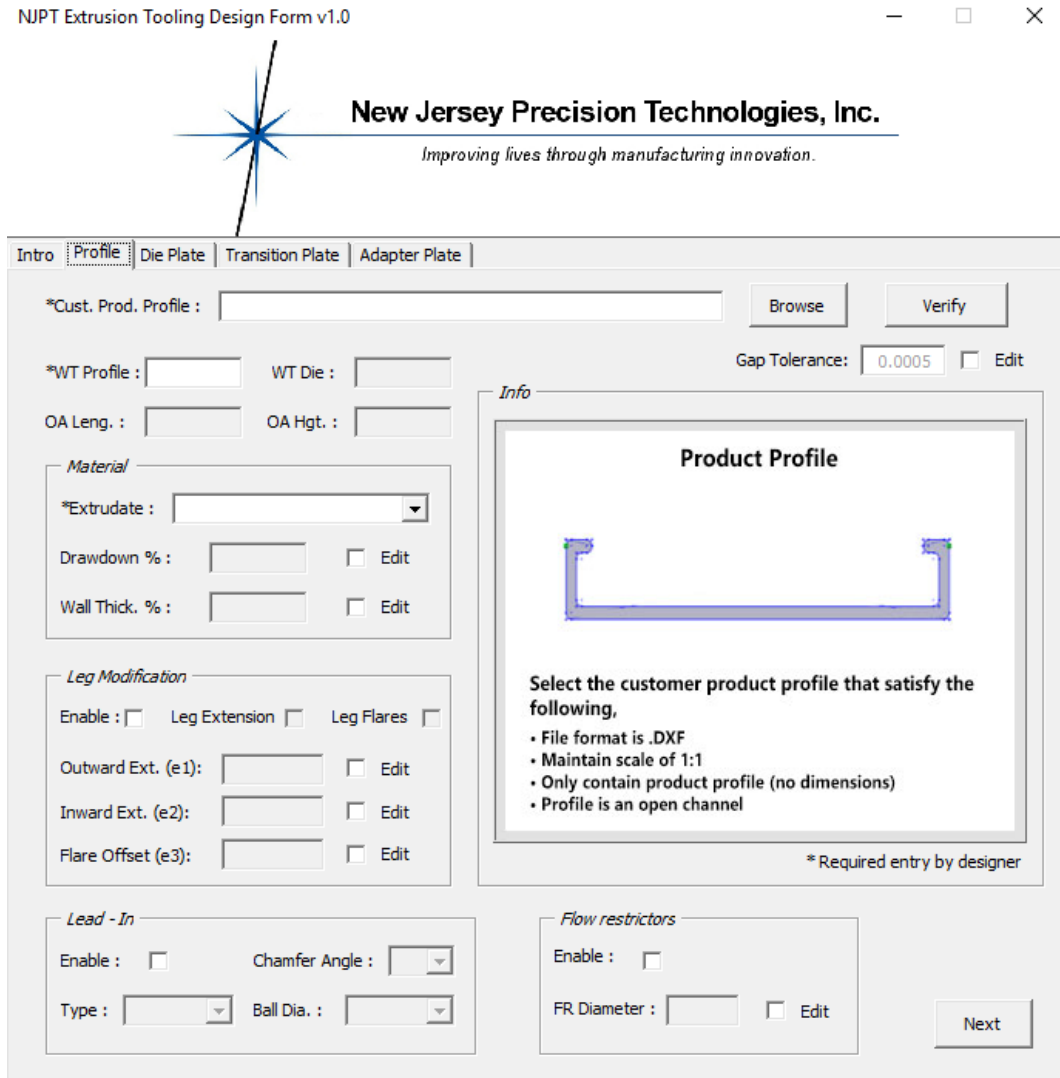 NJPT Extrusion Tooling Design Form v1.0
New Jersey Precision Technologies, Inc.
Improving lives through manufacturing innovation.
Intro Profile Die Plate Transition Plate Adapter Plate
*Cust. Prod. Profile : Browse Verify
Gap Tolerance: 0.0005 Edit
*WT Profile : WT Die :
OA Leng. : OA Hgt. :
Info
Product Profile
Select the customer product profile that satisfy the
following,
• File format is .DXF
• Maintain scale of 1:1
• Only contain product profile (no dimensions)
• Profile is an open channel
* Required entry by designer
Material
*Extrudate :
Drawdown % : Edit
Wall Thick. % : Edit
Leg Modification
Enable : Leg Extension Leg Flares
Outward Ext. (e1): Edit
Inward Ext. (e2): Edit
Flare Offset (e3): Edit
Lead - In
Enable : Chamfer Angle :
Type : Ball Dia. :
Flow restrictors
Enable :
FR Diameter : Edit
Next